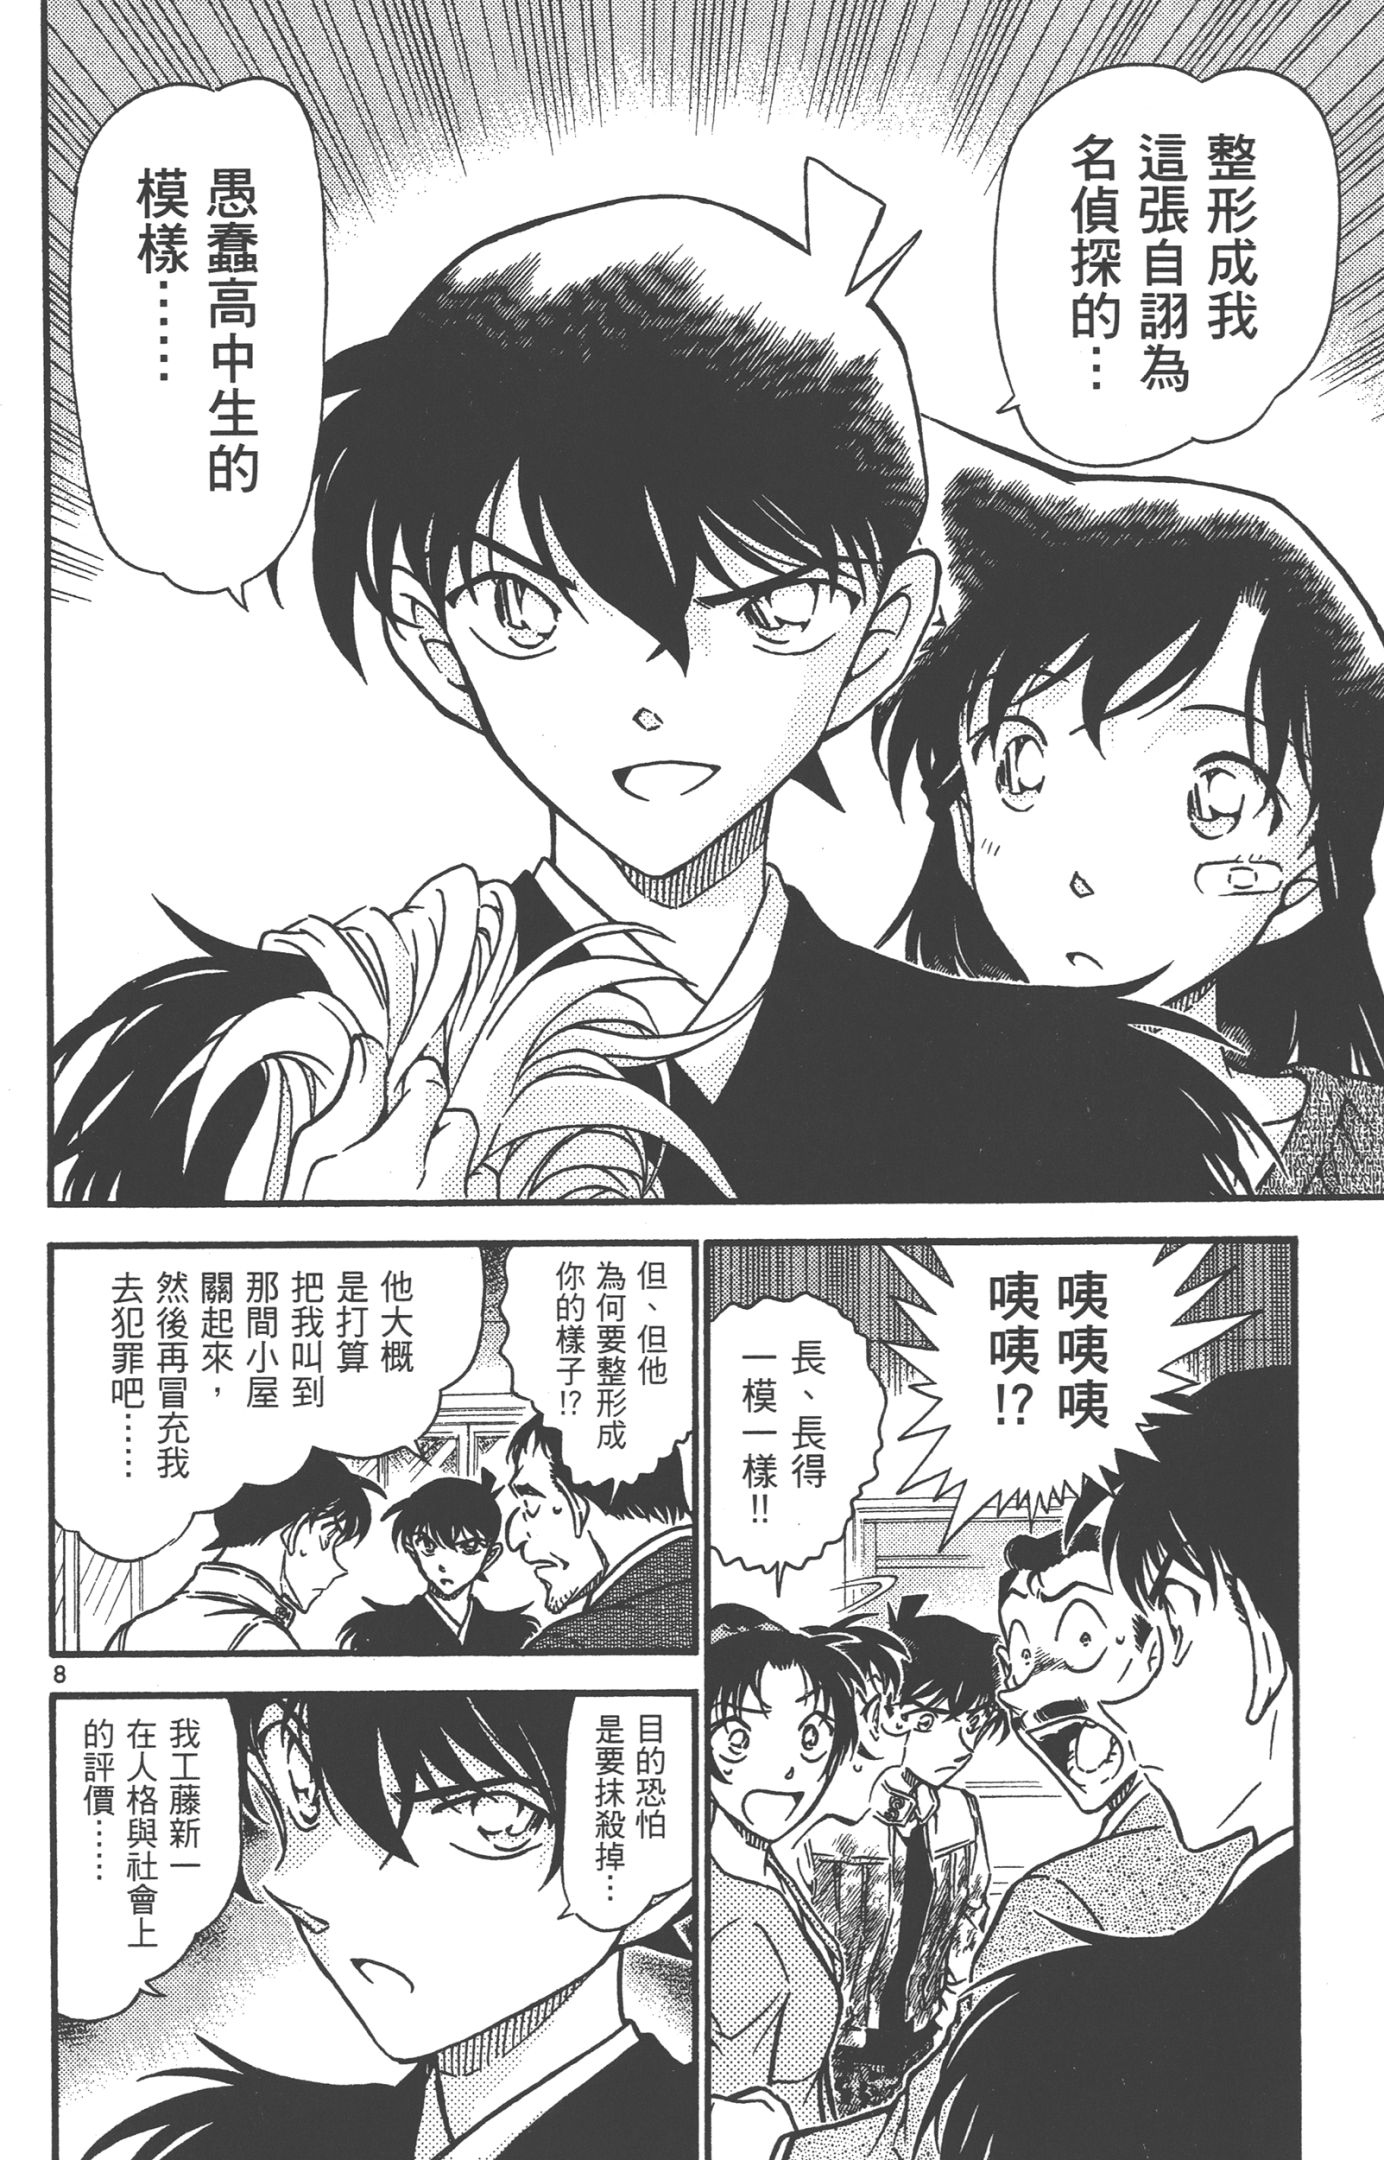 整形成我
這張自詡為
名偵探的…
愚蠢高中生的
模樣……
咦咦咦
咦咦!?
長、長得
一模一樣!!
但、但他
為何要整形成
你的樣子!?
他大概
是打算
把我叫到
那間小屋
關起來，
然後再冒充我
去犯罪吧……
目的恐怕
是要抹殺掉…
我工藤新一
在人格與社會上
的評價……
8